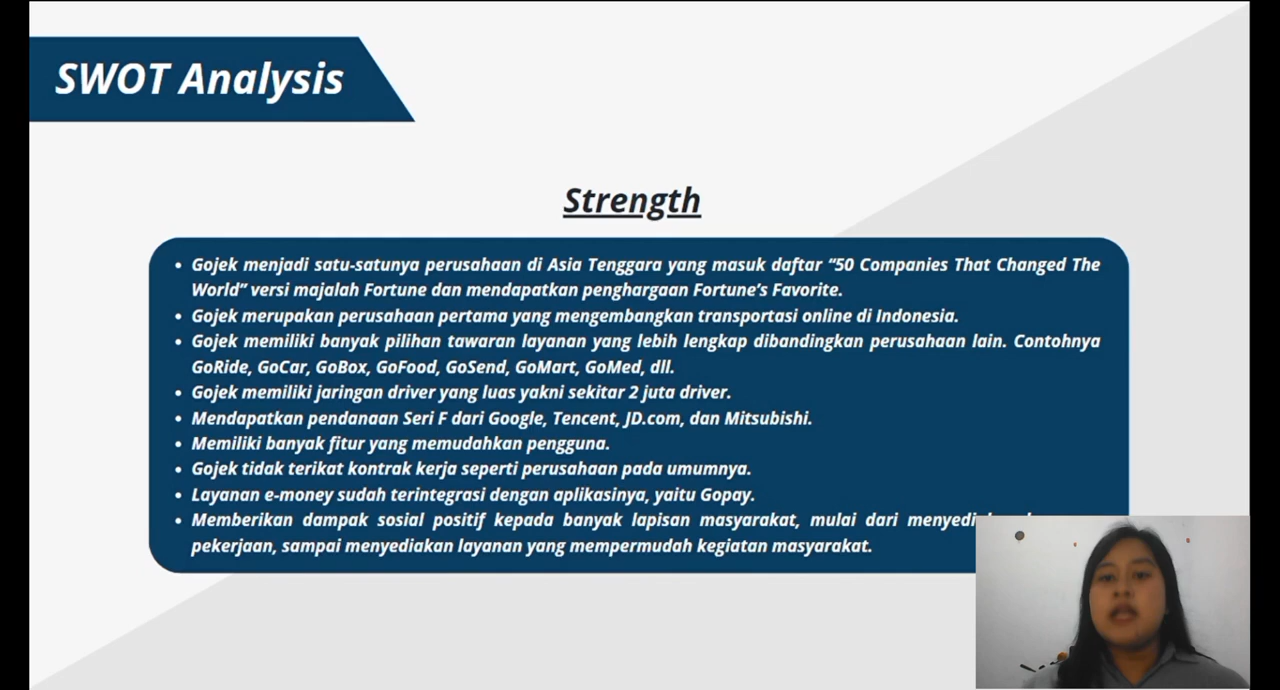 SWOT Analysis
Strength
• Gojek menjadi satu-satunya perusahaan di Asia Tenggara yang masuk daftar “50 Companies That Changed The
World” versi majalah Fortune dan mendapatkan penghargaan Fortune’s Favorite.
• Gojek merupakan perusahaan pertama yang mengembangkan transportasi online di Indonesia.
• Gojek memiliki banyak pilihan tawaran layanan yang lebih lengkap dibandingkan perusahaan lain. Contohnya
GoRide, GoCar, GoBox, GoFood, GoSend, GoMart, GoMed, dll.
• Gojek memiliki jaringan driver yang luas yakni sekitar 2 juta driver.
• Mendapatkan pendanaan Seri F dari Google, Tencent, JD.com, dan Mitsubishi.
• Memiliki banyak fitur yang memudahkan pengguna.
• Gojek tidak terikat kontrak kerja seperti perusahaan pada umumnya.
• Layanan e-money sudah terintegrasi dengan aplikasinya, yaitu Gopay.
• Memberikan dampak sosial positif kepada banyak lapisan masyarakat, mulai dari
pekerjaan, sampai menyediakan layanan yang mempermudah kegiatan masyarakat.